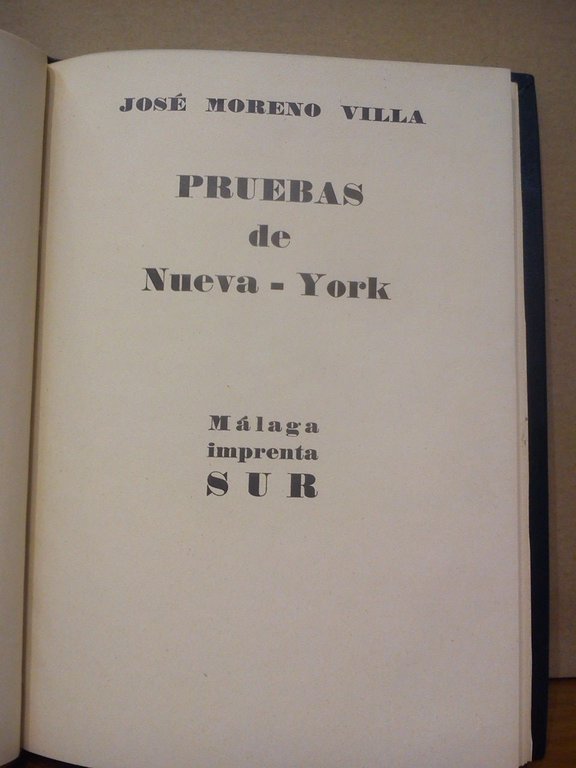 JOSÉ MORENO VILLA
PRUEBAS
de
Nueva - York
Málaga
imprenta
SUR